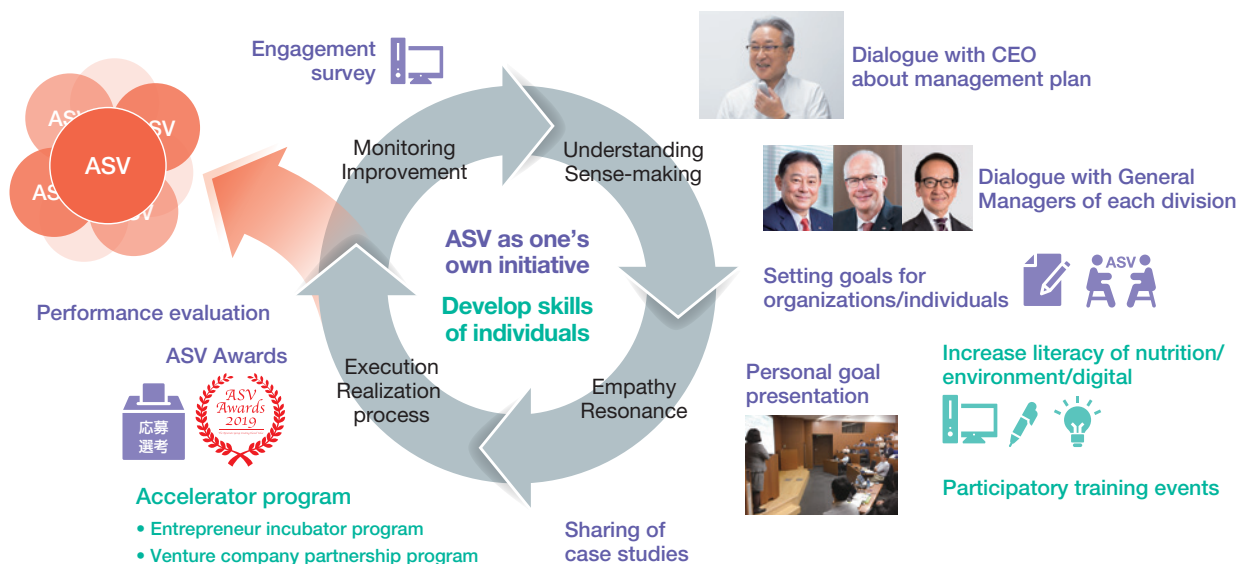 Engagement
survey
Dialogue with CEO
about management plan
ASV
ASV
SV
AS
SV
Monitoring
Improvement
Understanding
Sense-making
Dialogue with General
Managers of each division
ASV as one's
own initiative
Develop skills
of individuals
Setting goals for
organizations/individuals
ASV
Performance evaluation
ASV Awards
ASV
Awards
2019
応募
選考
Execution
Realization
process
Empathy
Resonance
Personal goal
presentation
Increase literacy of nutrition/
environment/digital
Participatory training events
Accelerator program
• Entrepreneur incubator program
• Venture company partnership program
Sharing of
case studies